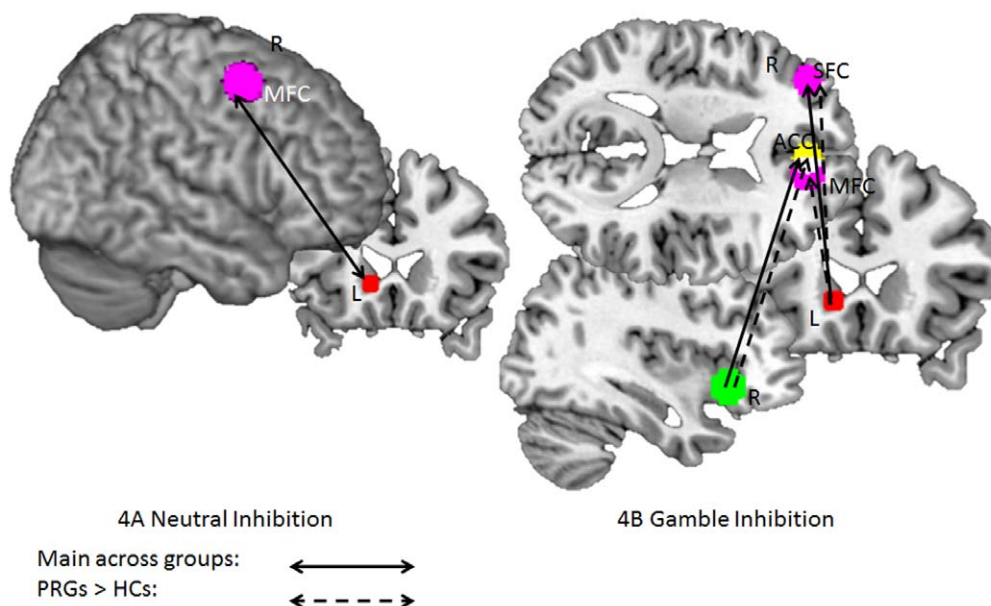 R
MFC
L
R
SFC
ACC
MFC
L
R
4A Neutral Inhibition
4B Gamble Inhibition
Main across groups:
PRGs > HCs: